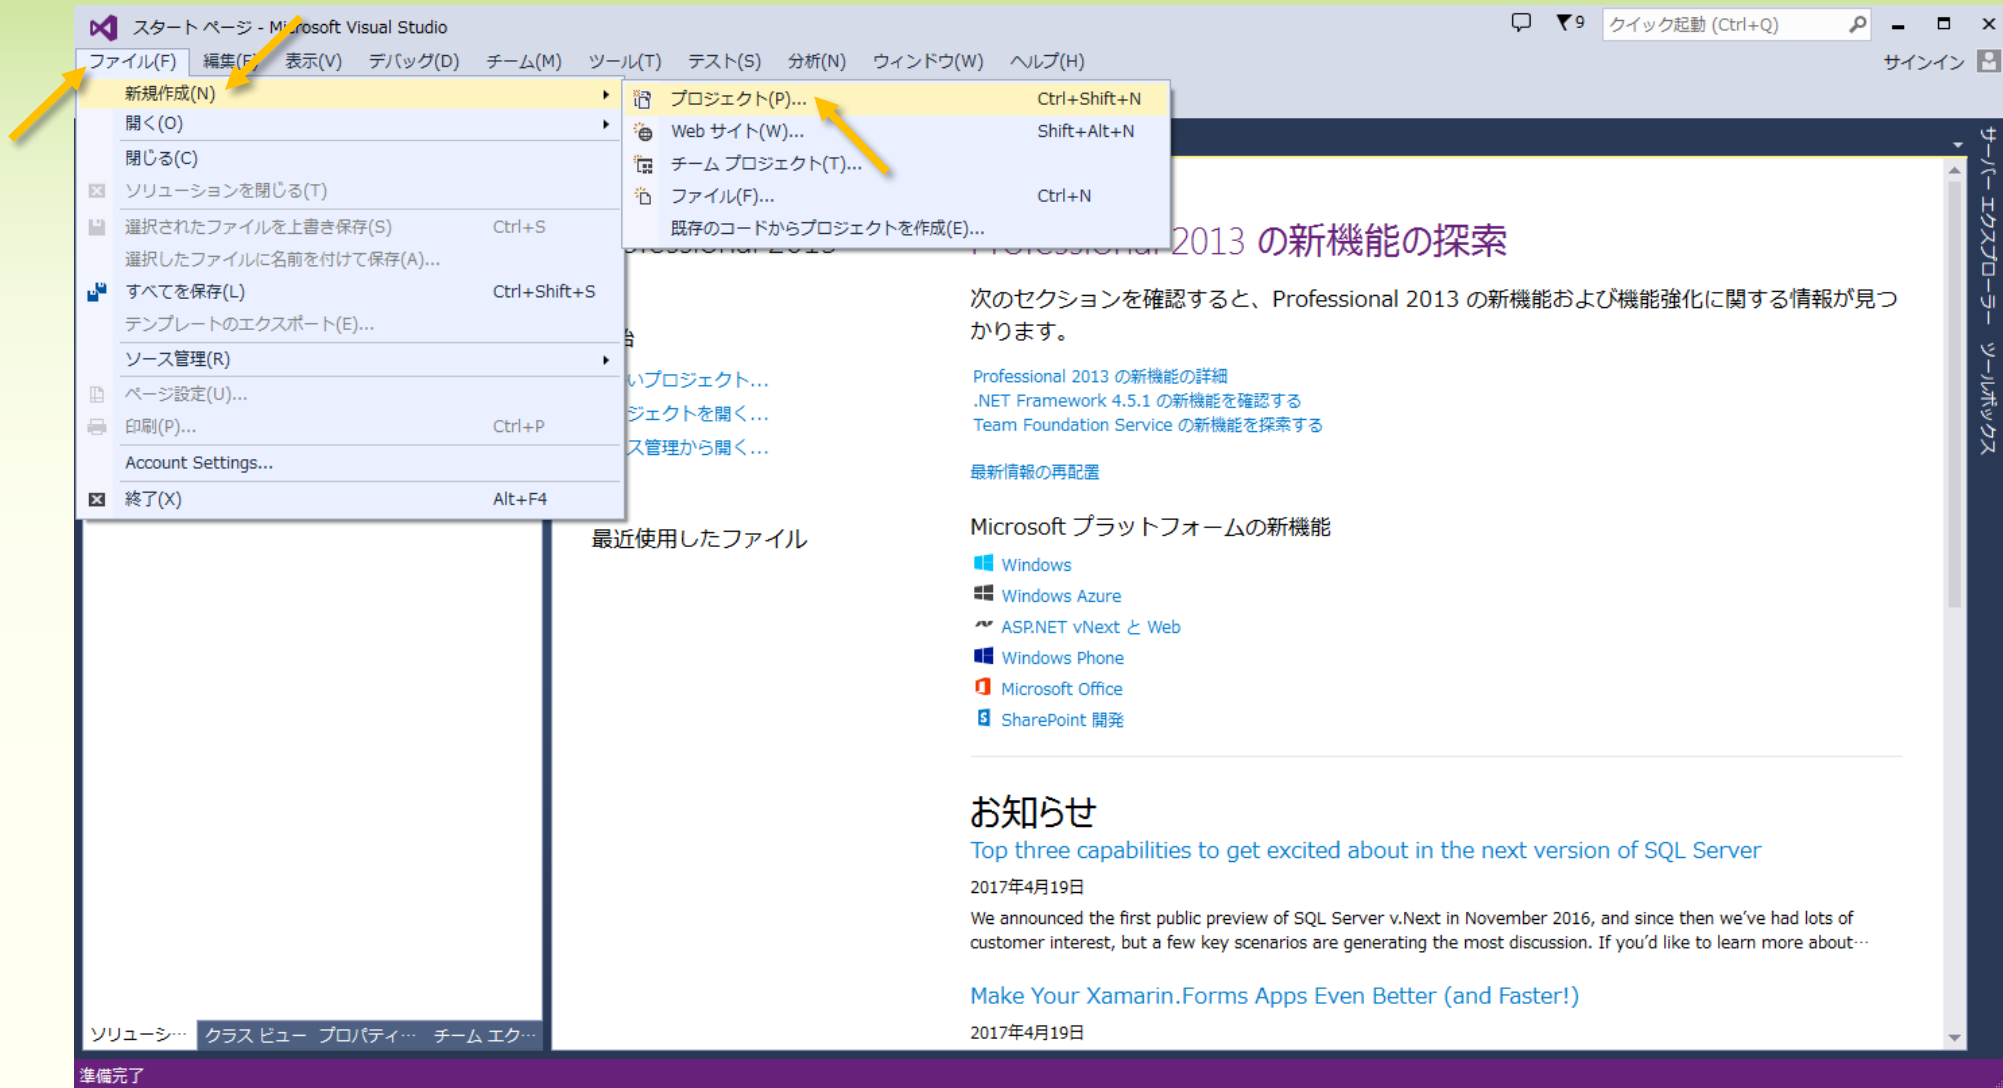 スタート ページ - Microsoft Visual Studio
9
クイック起動 (Ctrl+Q)
ファイル(F) 編集(E) 表示(V) デバッグ(D) チーム(M) ツール(T) テスト(S) 分析(N) ウィンドウ(W) ヘルプ(H)
サインイン
新規作成(N)
開く(O)
閉じる(C)
ソリューションを閉じる(T)
選択されたファイルを上書き保存(S) Ctrl+S
選択したファイルに名前を付けて保存(A)...
すべてを保存(L) Ctrl+Shift+S
テンプレートのエクスポート(E)...
ソース管理(R)
ページ設定(U)...
印刷(P)... Ctrl+P
Account Settings...
終了(X) Alt+F4
プロジェクト(P)... Ctrl+Shift+N
Web サイト(W)... Shift+Alt+N
チーム プロジェクト(T)...
ファイル(F)... Ctrl+N
既存のコードからプロジェクトを作成(E)...
いプロジェクト...
ジェクトを開く...
ス管理から開く...
最近使用したファイル
Professional 2013 の新機能の探索
次のセクションを確認すると、Professional 2013 の新機能および機能強化に関する情報が見つ
かります。
Professional 2013 の新機能の詳細
.NET Framework 4.5.1 の新機能を確認する
Team Foundation Service の新機能を探索する
最新情報の再配置
Microsoft プラットフォームの新機能
Windows
Windows Azure
ASP.NET vNext と Web
Windows Phone
Microsoft Office
SharePoint 開発
お知らせ
Top three capabilities to get excited about in the next version of SQL Server
2017年4月19日
We announced the first public preview of SQL Server v.Next in November 2016, and since then we've had lots of
customer interest, but a few key scenarios are generating the most discussion. If you'd like to learn more about…
Make Your Xamarin.Forms Apps Even Better (and Faster!)
2017年4月19日
サーバー エクスプローラー
ツールボックス
ソリューシ… クラス ビュー プロパティ… チーム エク…
準備完了